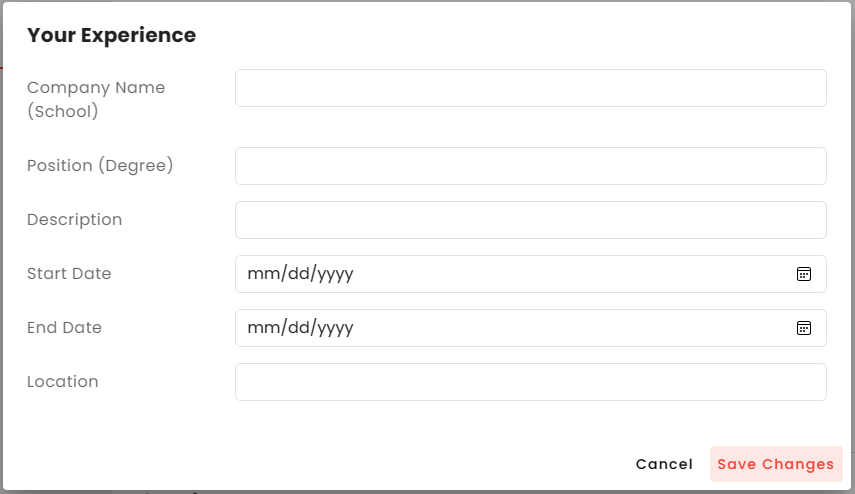 Your Experience
Company Name
(School)
Position (Degree)
Description
Start Date
mm/dd/yyyy
End Date
mm/dd/yyyy
Location
Cancel
Save Changes